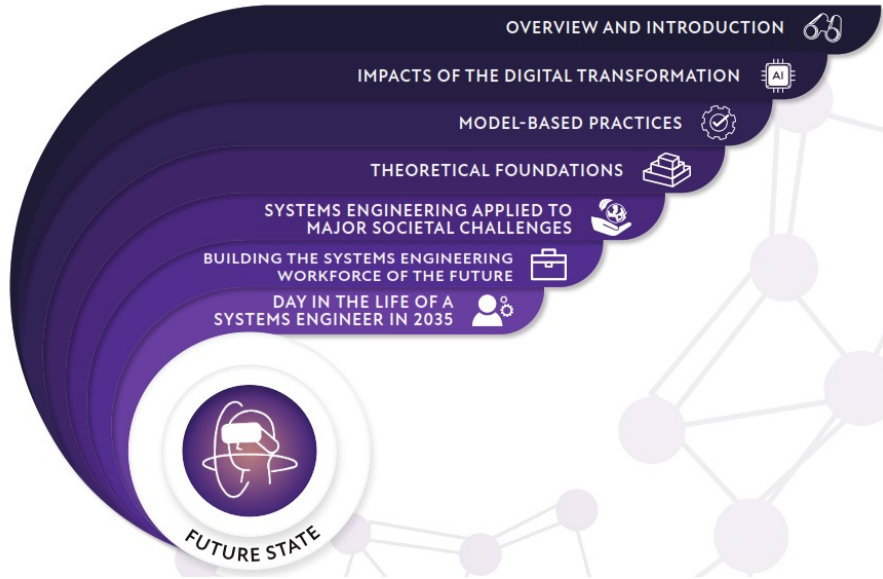 OVERVIEW AND INTRODUCTION
IMPACTS OF THE DIGITAL TRANSFORMATION
AI
MODEL-BASED PRACTICES
THEORETICAL FOUNDATIONS
SYSTEMS ENGINEERING APPLIED TO
MAJOR SOCIETAL CHALLENGES
BUILDING THE SYSTEMS ENGINEERING
WORKFORCE OF THE FUTURE
DAY IN THE LIFE OF A
SYSTEMS ENGINEER IN 2035
FUTURE STATE